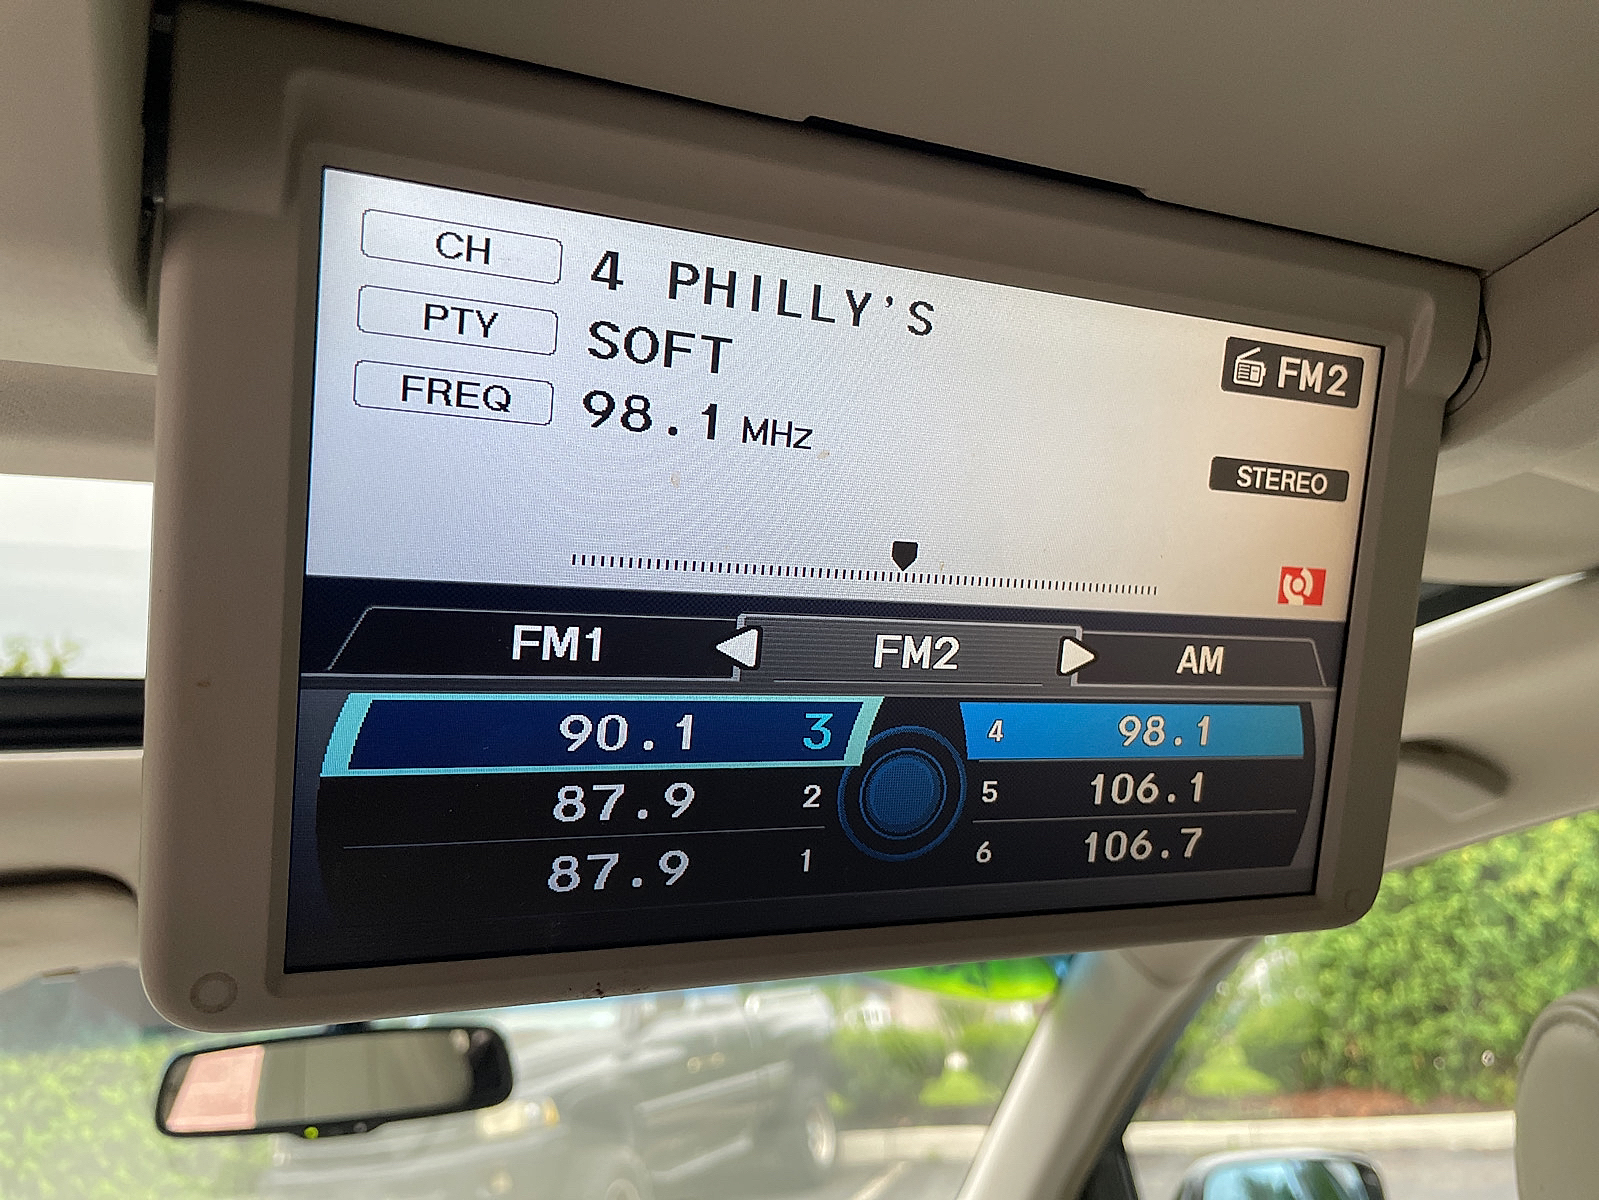 CH 4 PHILLY'S
PTY SOFT
FREQ 98.1 MHz
FM2
STEREO
FM1 FM2 AM
90.1 3 4 98.1
87.9 2 5 106.1
87.9 1 6 106.7